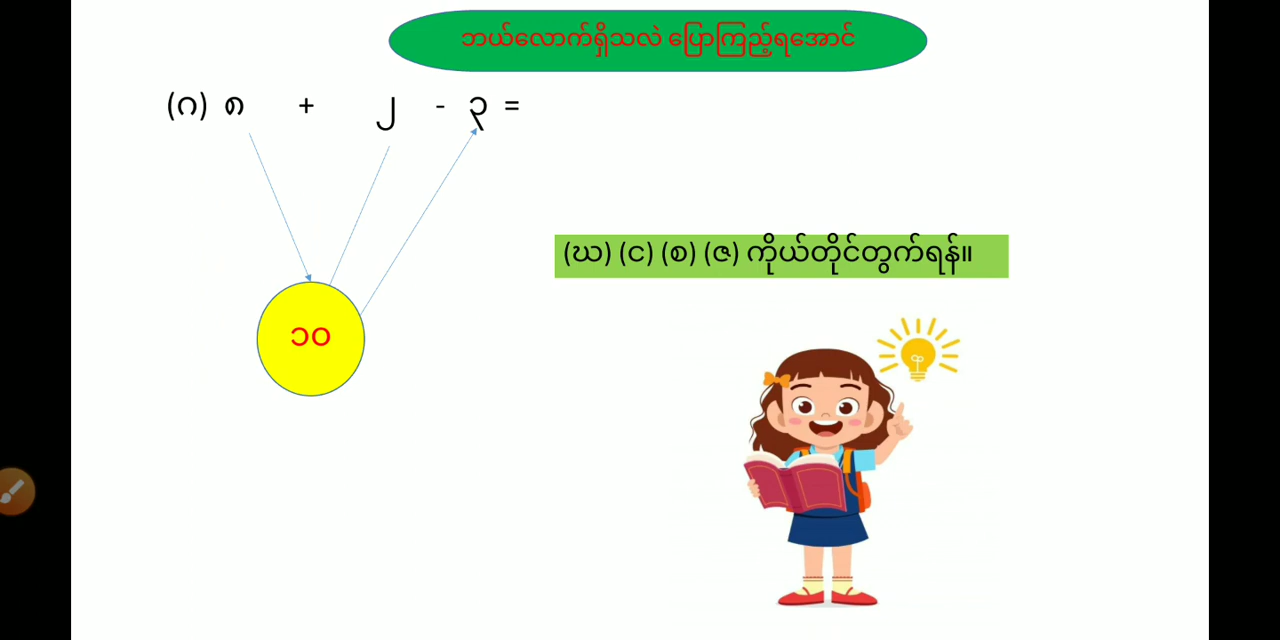 ဘယ်လောက်ရှိသလဲ ပြောကြည့်ရအောင်
(ဂ) ၈ + ၂ - ၃ =
(ဃ) (င) (စ) (ဇ) ကိုယ်တိုင်တွက်ရန်။
၁၀